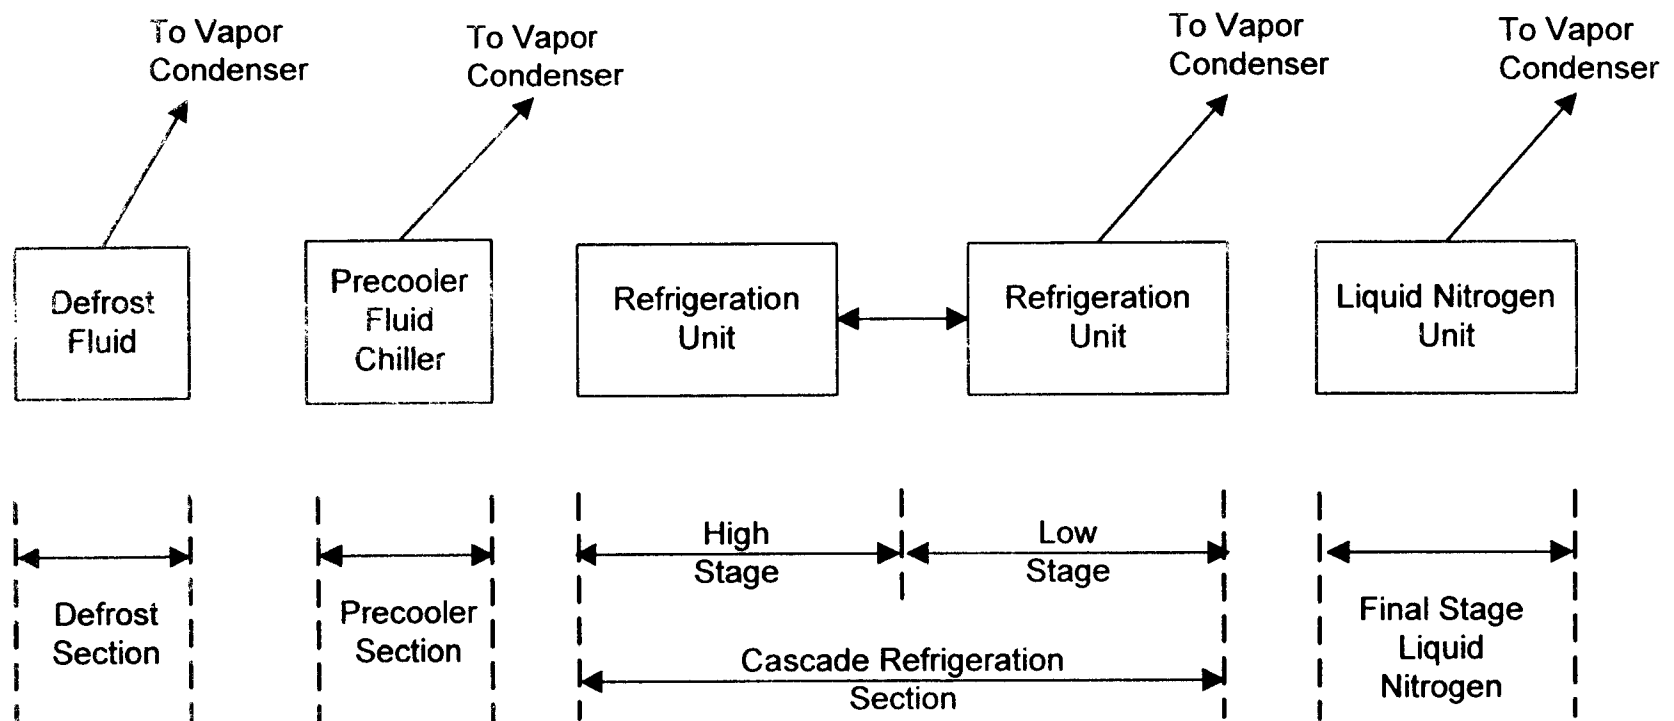 To Vapor
Condenser
To Vapor
Condenser
To Vapor
Condenser
To Vapor
Condenser
Defrost
Fluid
Precooler
Fluid
Chiller
Refrigeration
Unit
Refrigeration
Unit
Liquid Nitrogen
Unit
High
Stage
Low
Stage
Defrost
Section
Precooler
Section
Cascade Refrigeration
Section
Final Stage
Liquid
Nitrogen